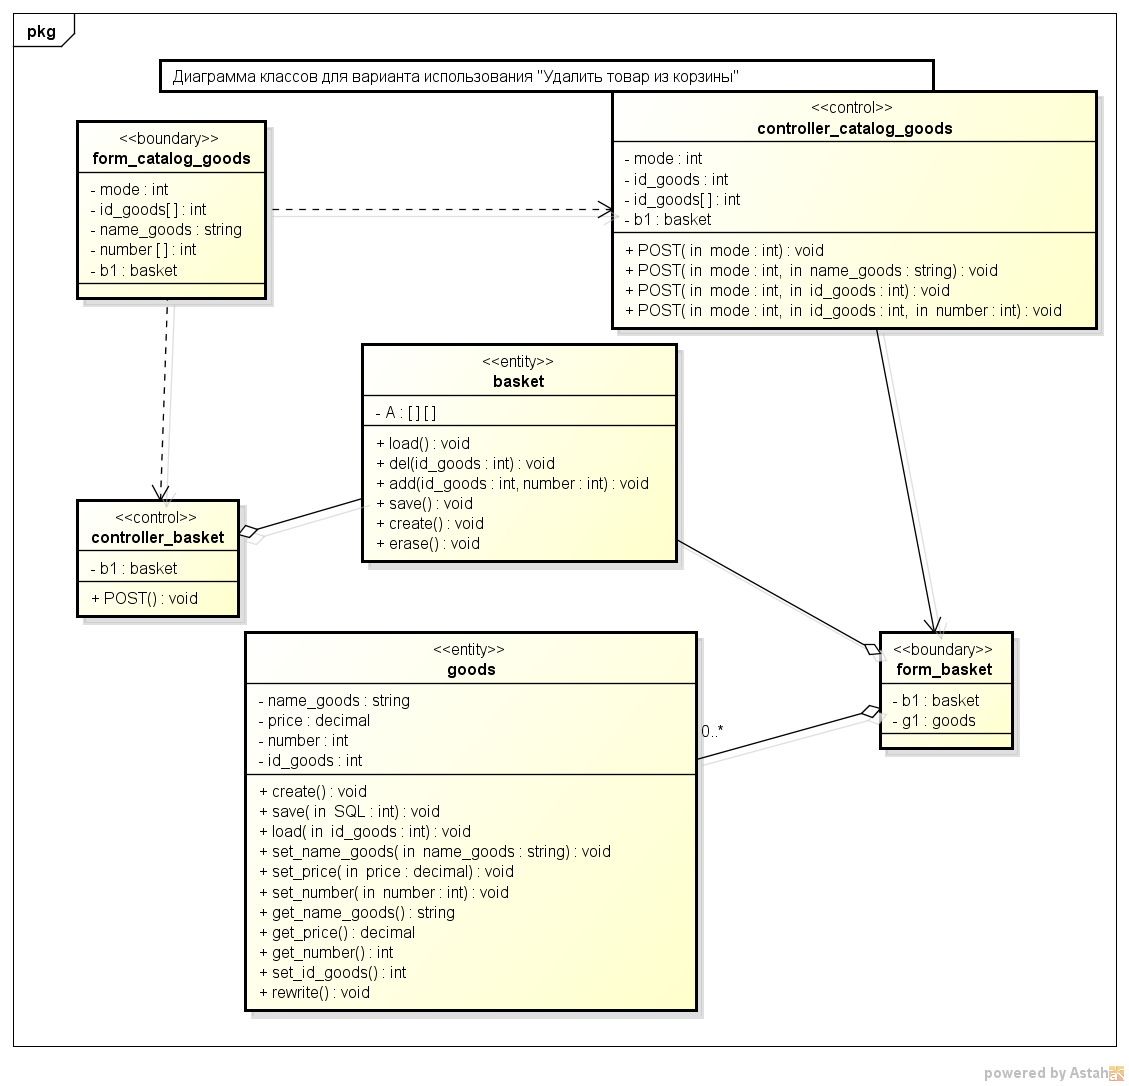 pkg
Диаграмма классов для варианта использования "Удалить товар из корзины"
<<boundary>>
form_catalog_goods
- mode : int
- id_goods[ ] : int
- name_goods : string
- number [ ] : int
- b1 : basket
<<control>>
controller_catalog_goods
- mode : int
- id_goods : int
- id_goods[ ] : int
- b1 : basket
+ POST( in mode : int) : void
+ POST( in mode : int, in name_goods : string) : void
+ POST( in mode : int, in id_goods : int) : void
+ POST( in mode : int, in id_goods : int, in number : int) : void
<<entity>>
basket
- A : [ ] [ ]
+ load() : void
+ del(id_goods : int) : void
+ add(id_goods : int, number : int) : void
+ save() : void
+ create() : void
+ erase() : void
<<control>>
controller_basket
- b1 : basket
+ POST() : void
<<entity>>
goods
- name_goods : string
- price : decimal
- number : int
- id_goods : int
+ create() : void
+ save( in SQL : int) : void
+ load( in id_goods : int) : void
+ set_name_goods( in name_goods : string) : void
+ set_price( in price : decimal) : void
+ set_number( in number : int) : void
+ get_name_goods() : string
+ get_price() : decimal
+ get_number() : int
+ set_id_goods() : int
+ rewrite() : void
0..*
<<boundary>>
form_basket
- b1 : basket
- g1 : goods
powered by Astah